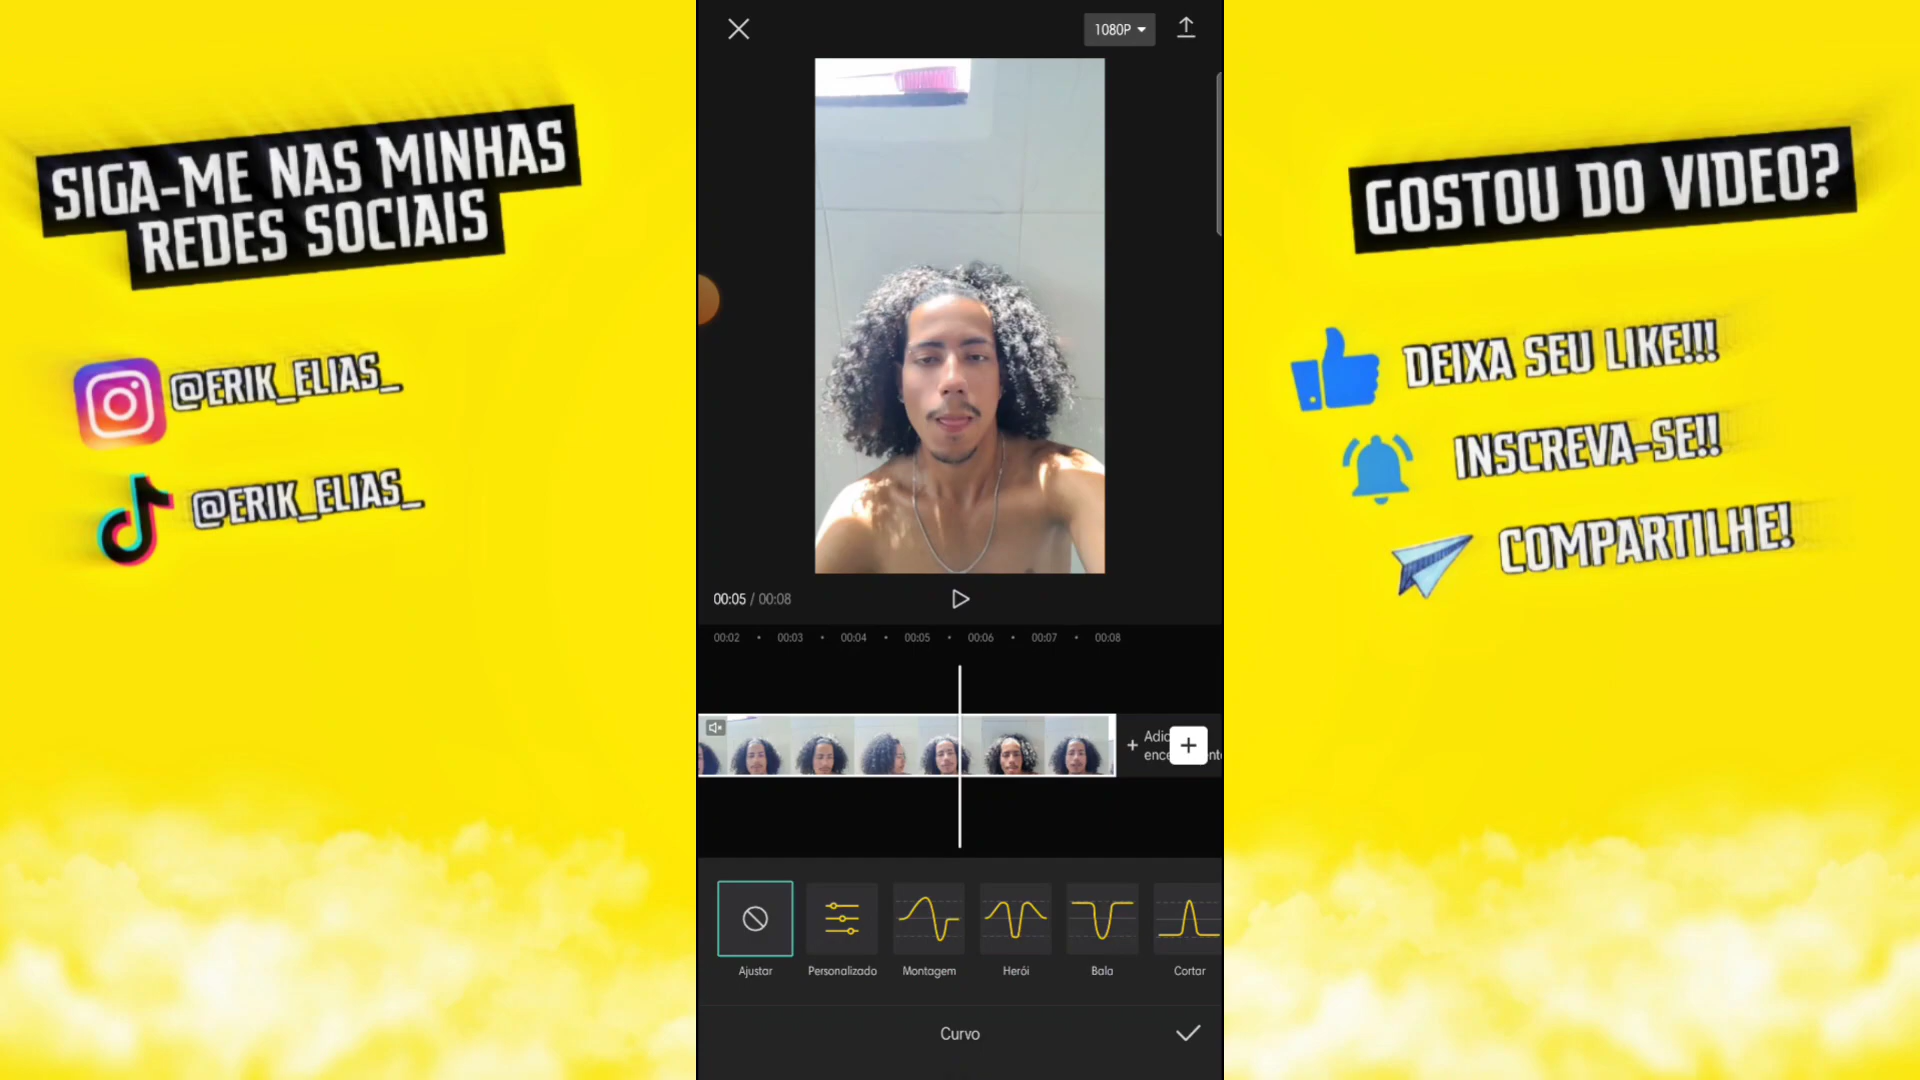 SIGA-ME NAS MINHAS
REDES SOCIAIS
@ERIK_ELIAS_
@ERIK_ELIAS_
1080P
00:05 / 00:08
00:02 00:03 00:04 00:05 00:06 00:07 00:08
+ Adic
ence
+
Ajustar Personalizado Montagem Herói Bala Cortar
Curvo
GOSTOU DO VIDEO?
DEIXA SEU LIKE!!!
INSCREVA-SE!!
COMPARTILHE!